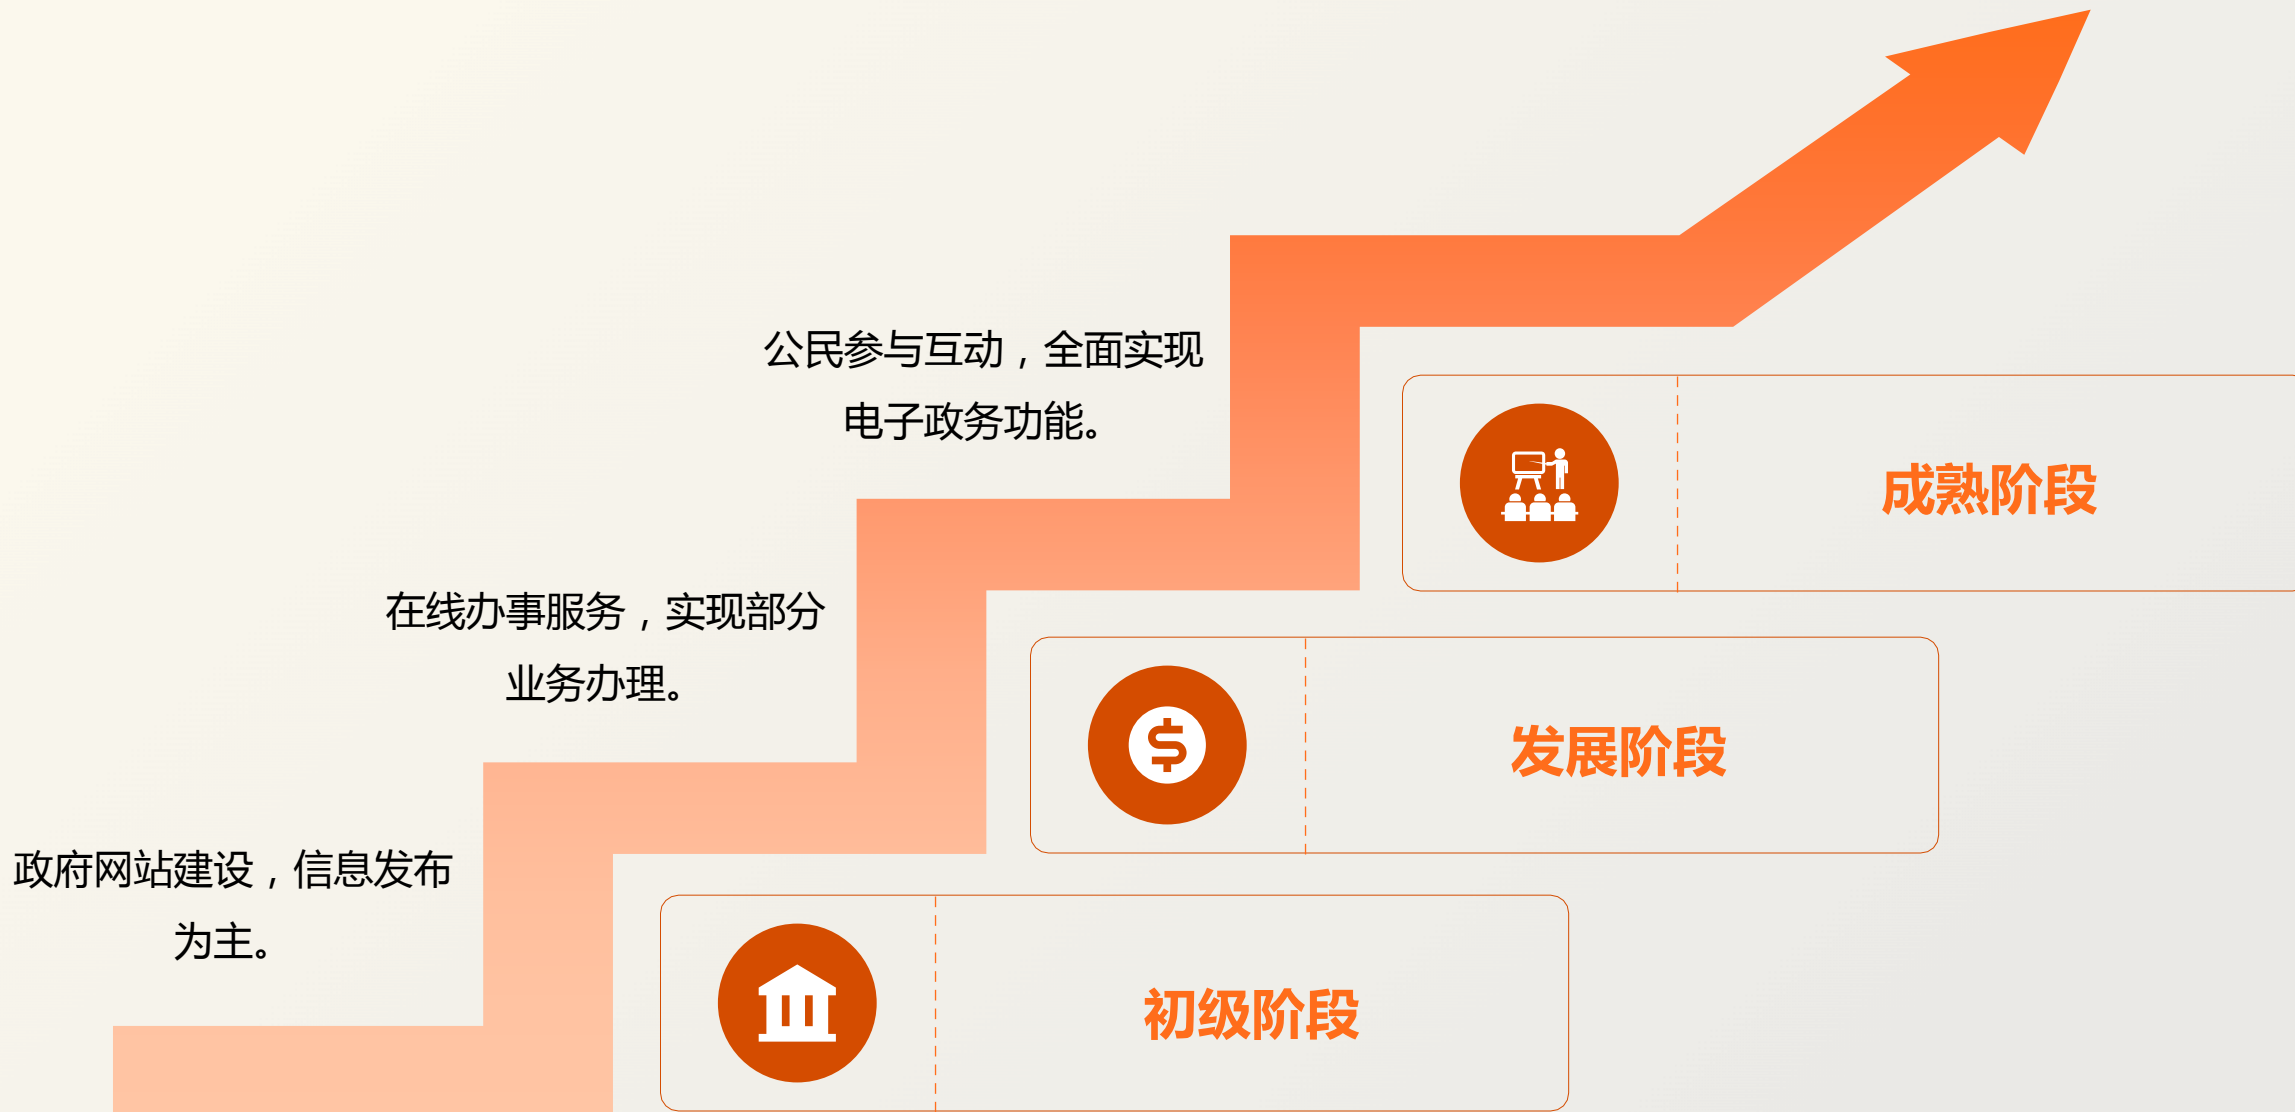 公民参与互动，全面实现
电子政务功能。
成熟阶段
在线办事服务，实现部分
业务办理。
发展阶段
政府网站建设，信息发布
为主。
初级阶段